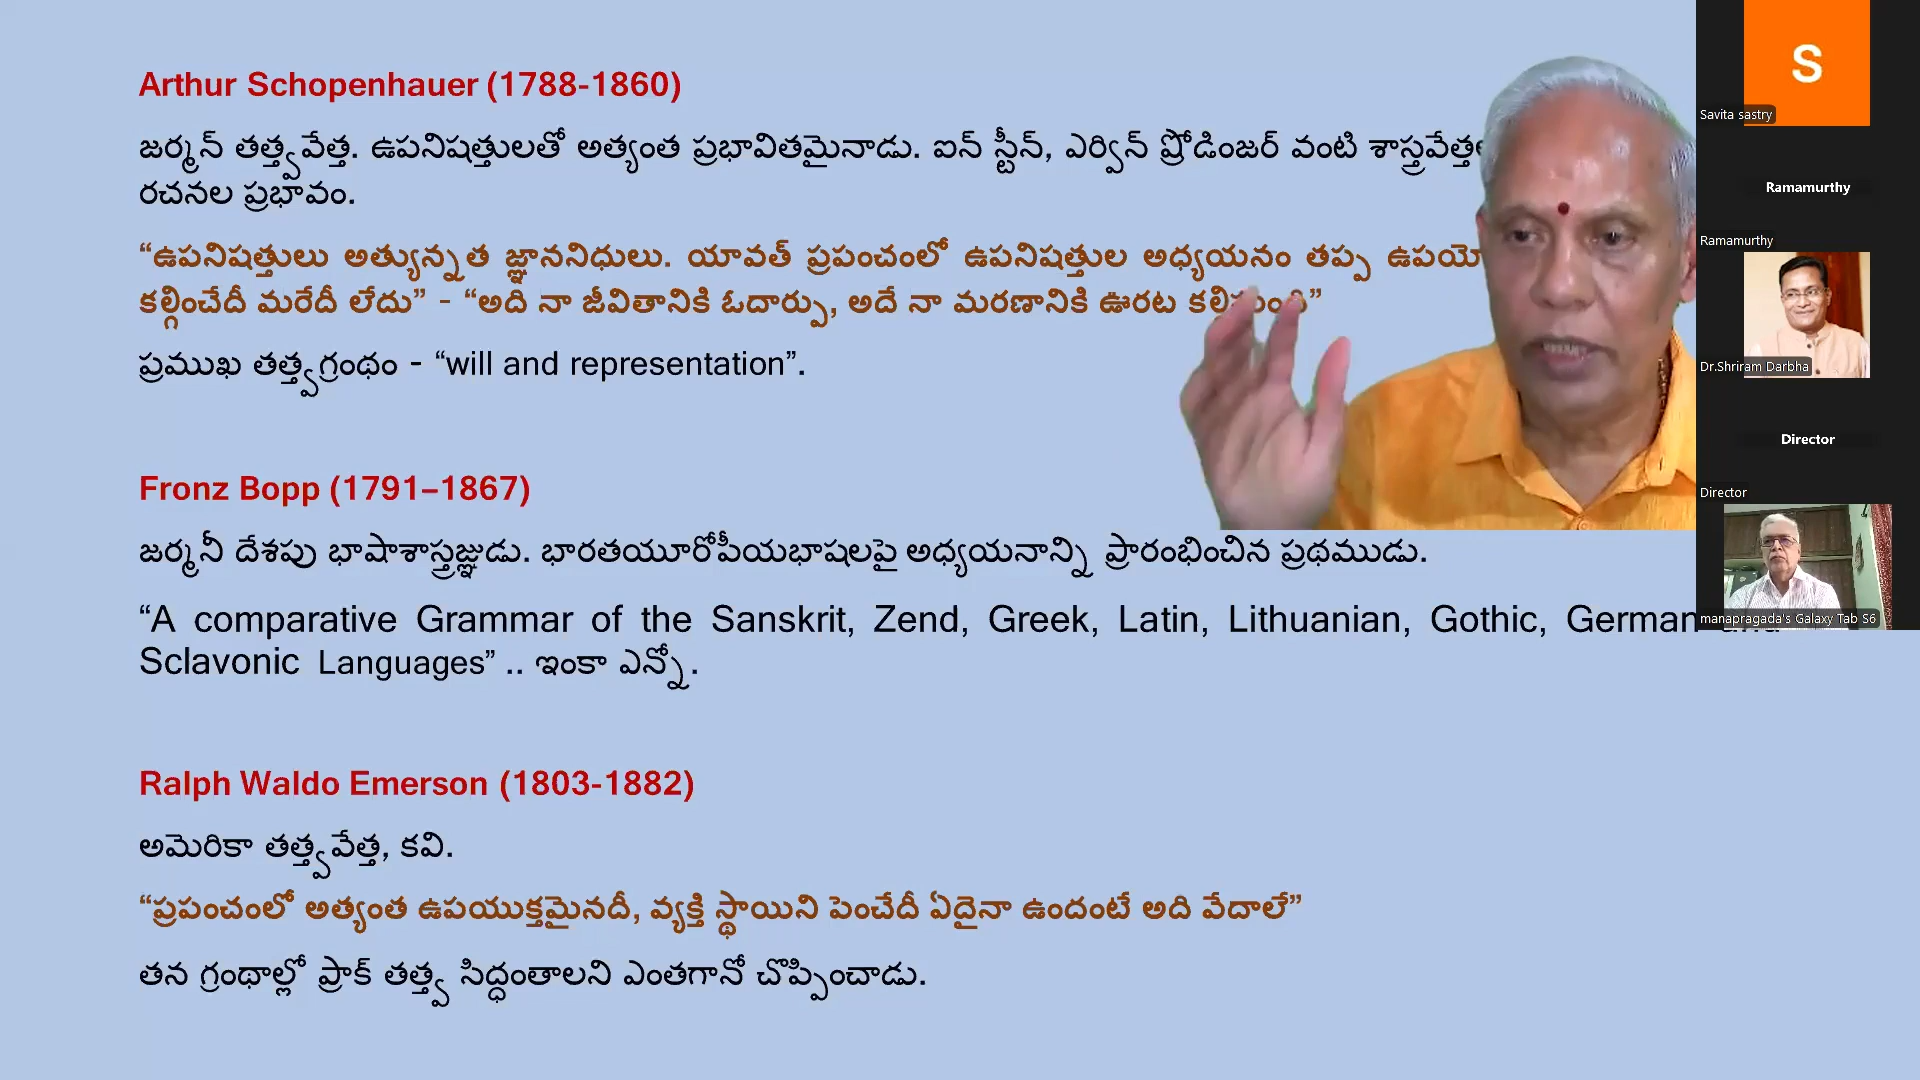 Arthur Schopenhauer (1788-1860)
జర్మన్ తత్త్వవేత్త. ఉపనిషత్తులతో అత్యంత ప్రభావితమైనాడు. ఐన్ స్టీన్, ఎర్విన్ ష్రోడింజర్ వంటి
రచనల ప్రభావం.
“ఉపనిషత్తులు అత్యున్నత జ్ఞాననిధులు. యావత్ ప్రపంచంలో ఉపనిషత్తుల అధ్యయనం తప్ప
కల్గించేదీ మరేదీ లేదు” - “అది నా జీవితానికి ఓదార్పు, అదే నా మరణానికి ఊరట
ప్రముఖ తత్త్వగ్రంథం - “will and representation”.
Fronz Bopp (1791–1867)
జర్మనీ దేశపు భాషాశాస్త్రజ్ఞుడు. భారతయూరోపీయభాషలపై అధ్యయనాన్ని ప్రారంభించిన ప్రథముడు.
“A comparative Grammar of the Sanskrit, Zend, Greek, Latin, Lithuanian, Gothic, German
Sclavonic Languages” .. ఇంకా ఎన్నో.
Ralph Waldo Emerson (1803-1882)
అమెరికా తత్త్వవేత్త, కవి.
“ప్రపంచంలో అత్యంత ఉపయుక్తమైనదీ, వ్యక్తి స్థాయిని పెంచేదీ ఏదైనా ఉందంటే అది వేదాలే”
తన గ్రంథాల్లో ప్రాక్ తత్త్వ సిద్ధంతాలని ఎంతగానో చొప్పించాడు.
S
Savita sastry
Ramamurthy
Ramamurthy
Dr.Shriram Darbha
Director
Director
manapragada's Galaxy Tab S6